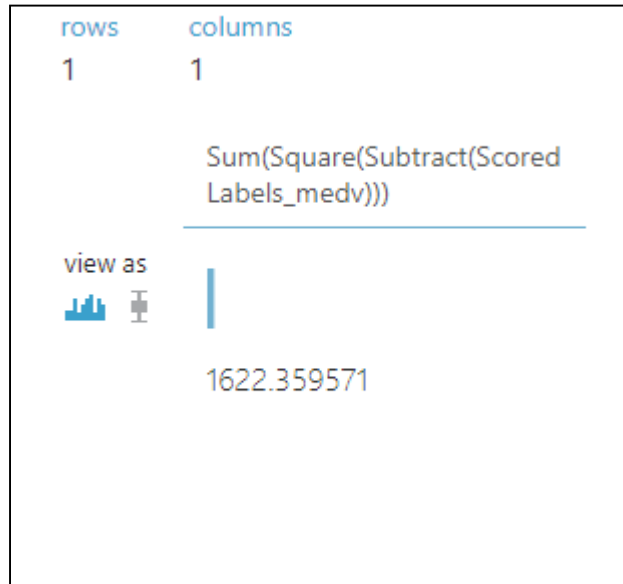 rows columns
1 1
Sum(Square(Subtract(Scored
Labels_medv)))
view as
1622.359571